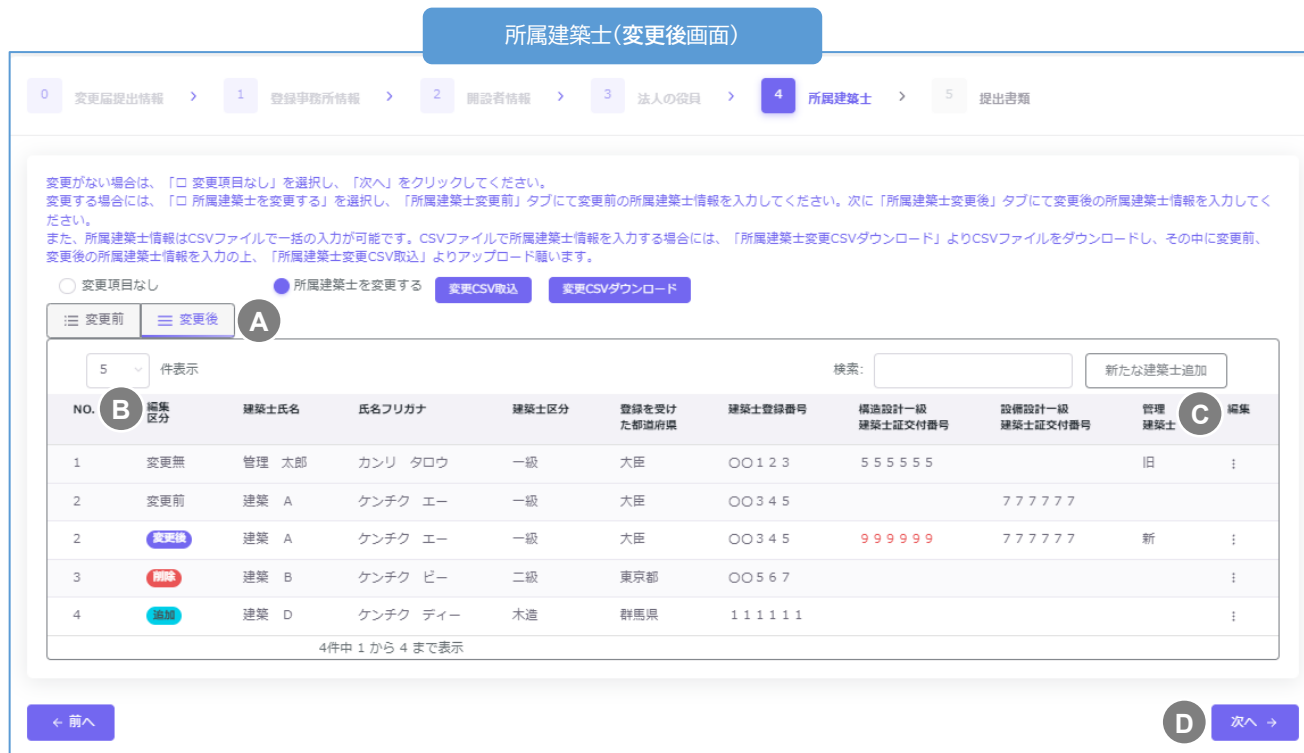 所属建築士(変更後画面)
0 変更届提出情報 > 1 登録事務所情報 > 2 開設者情報 > 3 法人の役員 > 4 所属建築士 > 5 提出書類
変更がない場合は、「□ 変更項目なし」を選択し、「次へ」をクリックしてください。
変更する場合には、「□ 所属建築士を変更する」を選択し、「所属建築士変更前」タブにて変更前の所属建築士情報を入力してください。次に「所属建築士変更後」タブにて変更後の所属建築士情報を入力してく
ださい。
また、所属建築士情報はCSVファイルで一括の入力が可能です。CSVファイルで所属建築士情報を入力する場合には、「所属建築士変更CSVダウンロード」よりCSVファイルをダウンロードし、その中に変更前、
変更後の所属建築士情報を入力の上、「所属建築士変更CSV取込」よりアップロード願います。
変更項目なし 所属建築士を変更する 変更CSV取込 変更CSVダウンロード
変更前 変更後 A
5 件表示 検索: 新たな建築士追加
NO. B 編集区分 建築士氏名 氏名フリガナ 建築士区分 登録を受けた都道府県 建築士登録番号 構造設計一級建築士証交付番号 設備設計一級建築士証交付番号 管理建築士 C 編集
1 変更無 管理 太郎 カンリ タロウ 一級 大臣 〇〇123 555555 旧
2 変更前 建築 A ケンチク エー 一級 大臣 〇〇345 777777
2 変更後 建築 A ケンチク エー 一級 大臣 〇〇345 999999 777777 新
3 削除 建築 B ケンチク ビー 二級 東京都 〇〇567
4 追加 建築 D ケンチク ディー 木造 群馬県 111111
4件中 1 から 4 まで表示
← 前へ D 次へ →